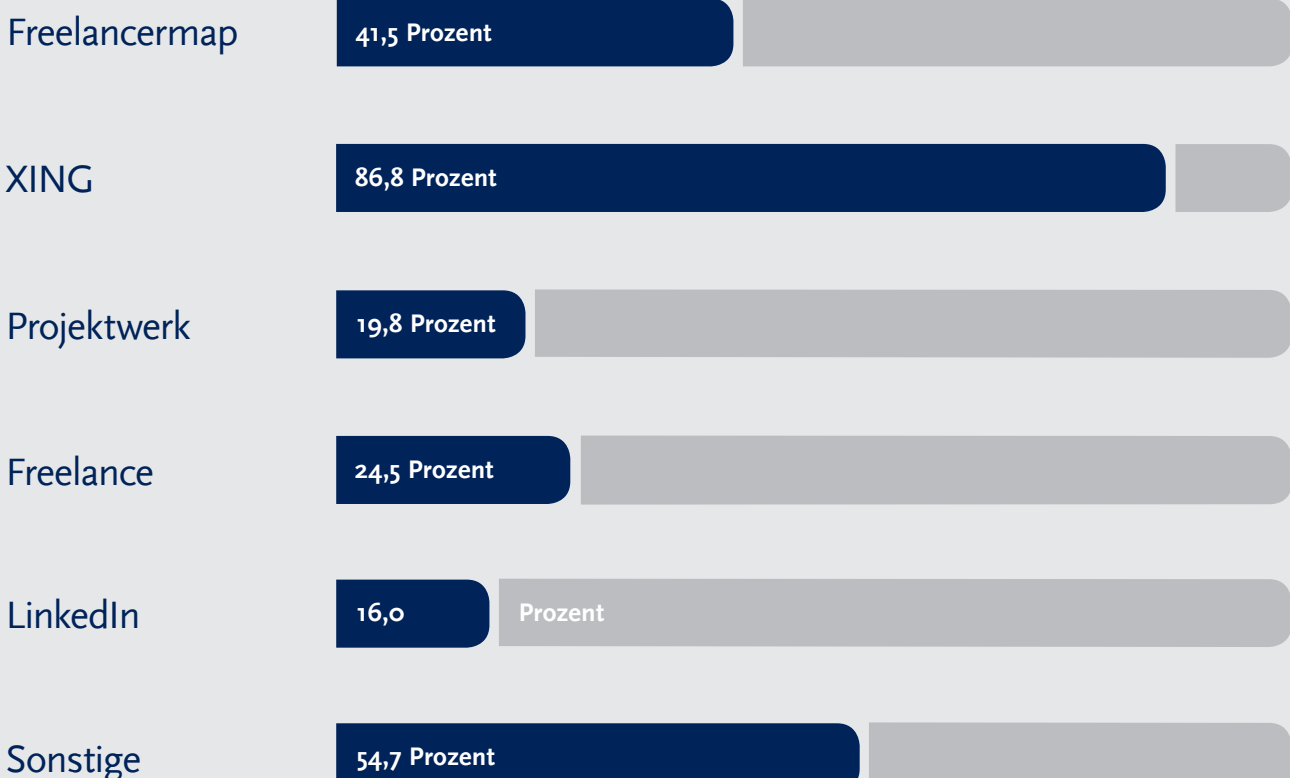 Freelancermap 41,5 Prozent
XING 86,8 Prozent
Projektwerk 19,8 Prozent
Freelance 24,5 Prozent
LinkedIn 16,0 Prozent
Sonstige 54,7 Prozent